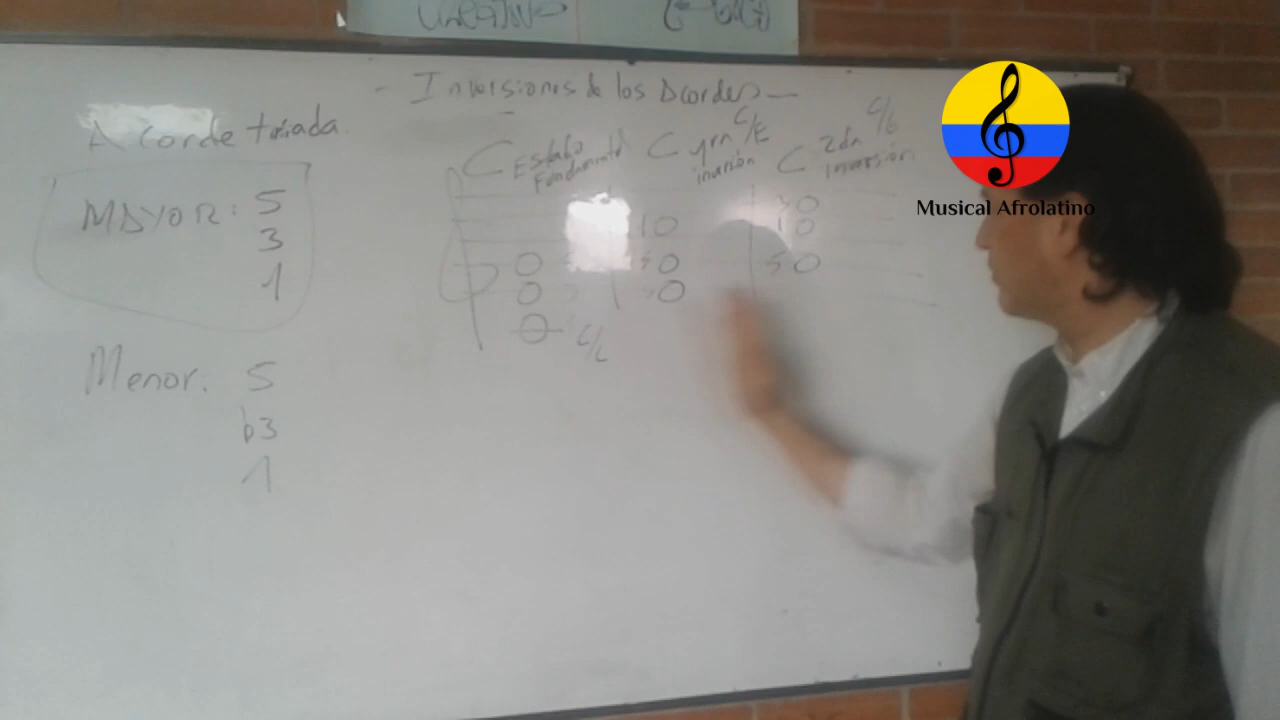 - Inversiones de los Acordes -
Acorde triada.
MAYOR: 5
3
1
Menor. 5
b3
1
C Estado Fundamental
C 1ra inversión C/E
C 2da inversión C/G
C/C
Musical Afrolatino